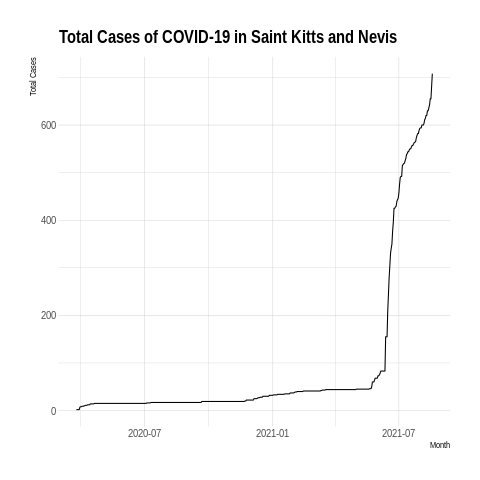 Total Cases of COVID-19 in Saint Kitts and Nevis
Total Cases
600
400
200
0
2020-07 2021-01 2021-07
Month